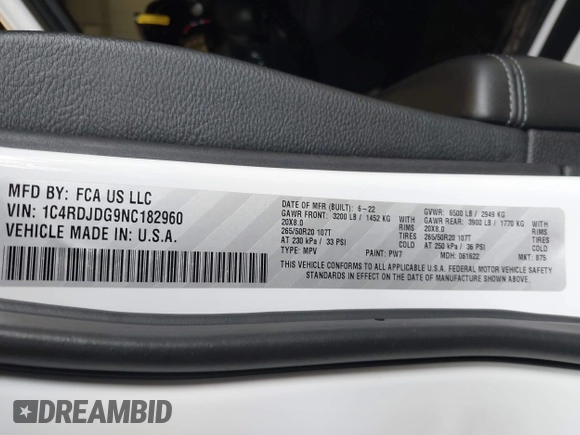 MFD BY: FCA US LLC
VIN: 1C4RDJDG9NC182960
VEHICLE MADE IN: U.S.A.
DATE OF MFR (BUILT): 6-22 GVWR: 6500 LB / 2949 KG
GAWR FRONT: 3200 LB / 1452 KG WITH GAWR REAR: 3900 LB / 1770 KG WITH
20X8.0 RIMS 20X8.0 RIMS
265/50R20 107T TIRES 265/50R20 107T TIRES
AT 230 kPa / 33 PSI COLD AT 250 kPa / 36 PSI COLD
TYPE: MPV PAINT: PW7 MDH: 061622 MKT: B75
THIS VEHICLE CONFORMS TO ALL APPLICABLE U.S.A. FEDERAL MOTOR VEHICLE SAFETY
STANDARDS IN EFFECT ON THE DATE OF MANUFACTURE SHOWN ABOVE.
DREAMBID